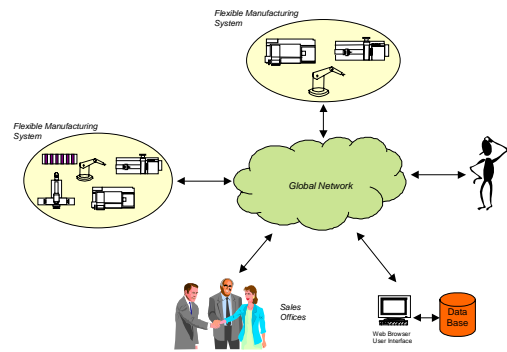 Flexible Manufacturing
System
Flexible Manufacturing
System
Global Network
Sales
Offices
Data
Base
Web Browser
User Interface